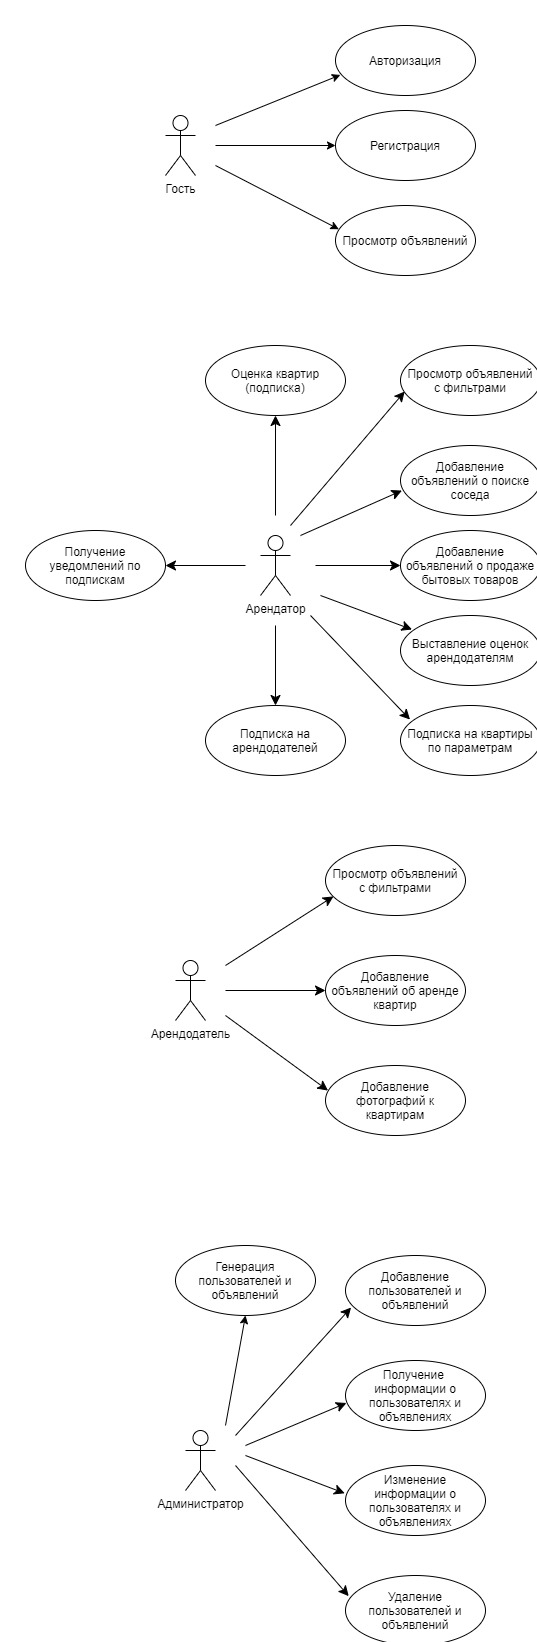 Авторизация
Регистрация
Гость
Просмотр объявлений
Оценка квартир
(подписка)
Просмотр объявлений
с фильтрами
Добавление
объявлений о поиске
соседа
Получение
уведомлений по
подпискам
Добавление
объявлений о продаже
бытовых товаров
Арендатор
Выставление оценок
арендодателям
Подписка на
арендодателей
Подписка на квартиры
по параметрам
Просмотр объявлений
с фильтрами
Добавление
объявлений об аренде
квартир
Арендодатель
Добавление
фотографий к
квартирам
Генерация
пользователей и
объявлений
Добавление
пользователей и
объявлений
Получение
информации о
пользователях и
объявлениях
Администратор
Изменение
информации о
пользователях и
объявлениях
Удаление
пользователей и
объявлений